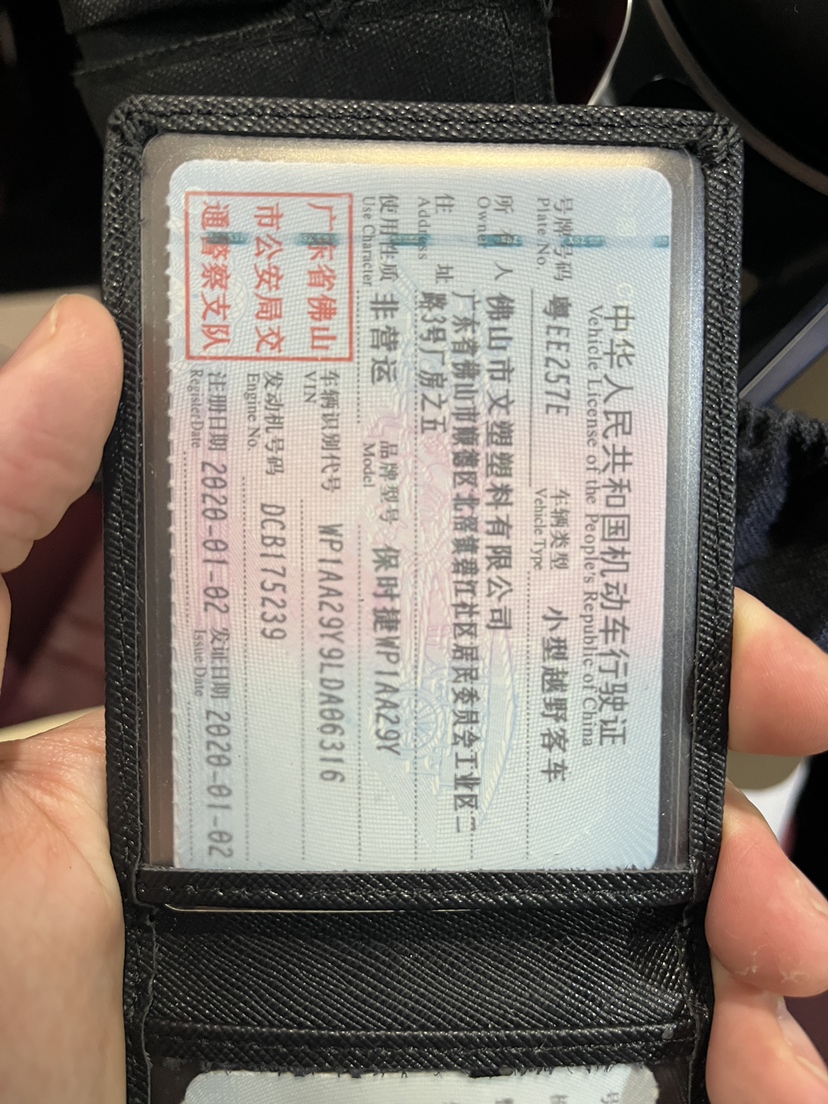 中华人民共和国机动车行驶证
Vehicle License of the People's Republic of China
号牌号码 粤EE257E 车辆类型 小型越野客车
Plate No. Vehicle Type
所有人 佛山市文塑塑料有限公司
Owner
住址 广东省佛山市顺德区北滘镇碧江社区居民委员会工业区二
Address 路3号厂房之五
使用性质 非营运 品牌型号 保时捷WP1AA29Y
Use Character Model
广东省佛山
市公安局交
通警察支队
车辆识别代号 WP1AA29Y9LDA06316
VIN
发动机号码 DCB175239
Engine No.
注册日期 2020-01-02 发证日期 2020-01-02
Register Date Issue Date